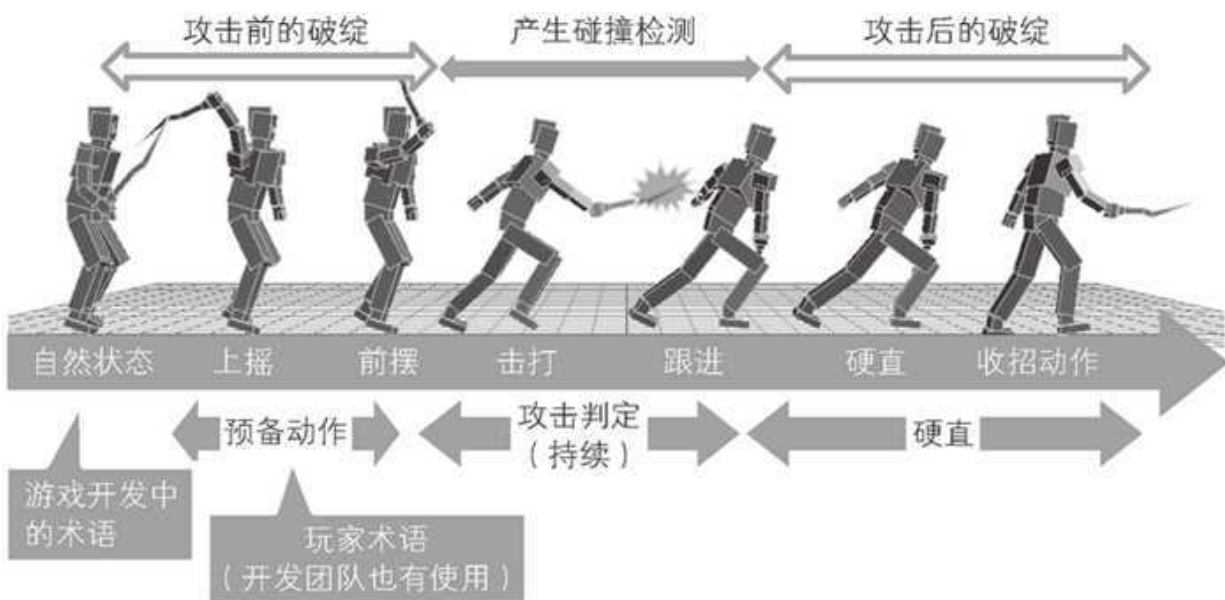 攻击前的破绽
产生碰撞检测
攻击后的破绽
自然状态
上摇
前摆
击打
跟进
硬直
收招动作
预备动作
攻击判定
（持续）
硬直
游戏开发中
的术语
玩家术语
（开发团队也有使用）